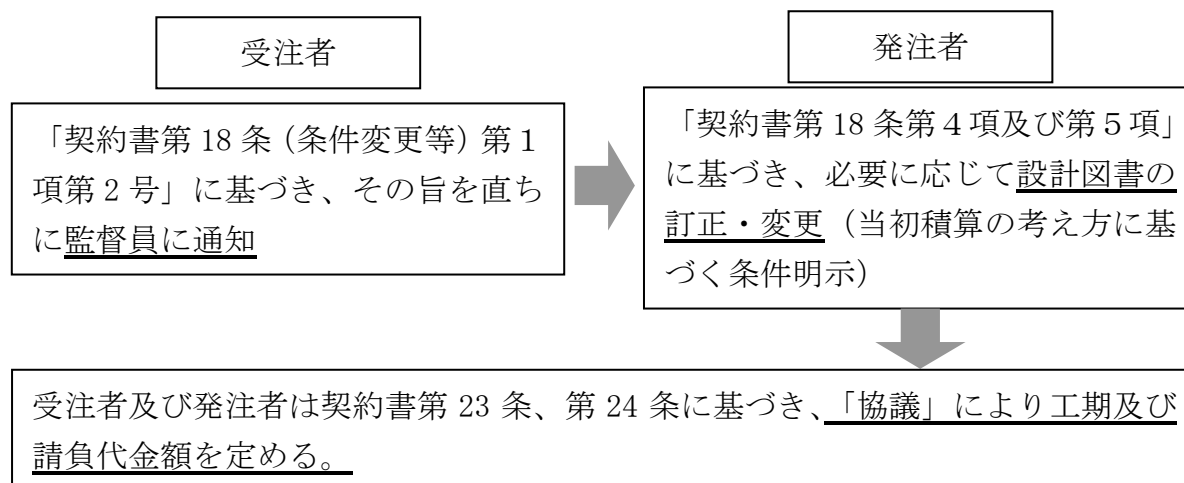 受注者
「契約書第 18 条（条件変更等）第１
項第 2 号」に基づき、その旨を直ち
に監督員に通知
発注者
「契約書第 18 条第４項及び第５項」
に基づき、必要に応じて設計図書の
訂正・変更（当初積算の考え方に基
づく条件明示）
受注者及び発注者は契約書第 23 条、第 24 条に基づき、「協議」により工期及び
請負代金額を定める。